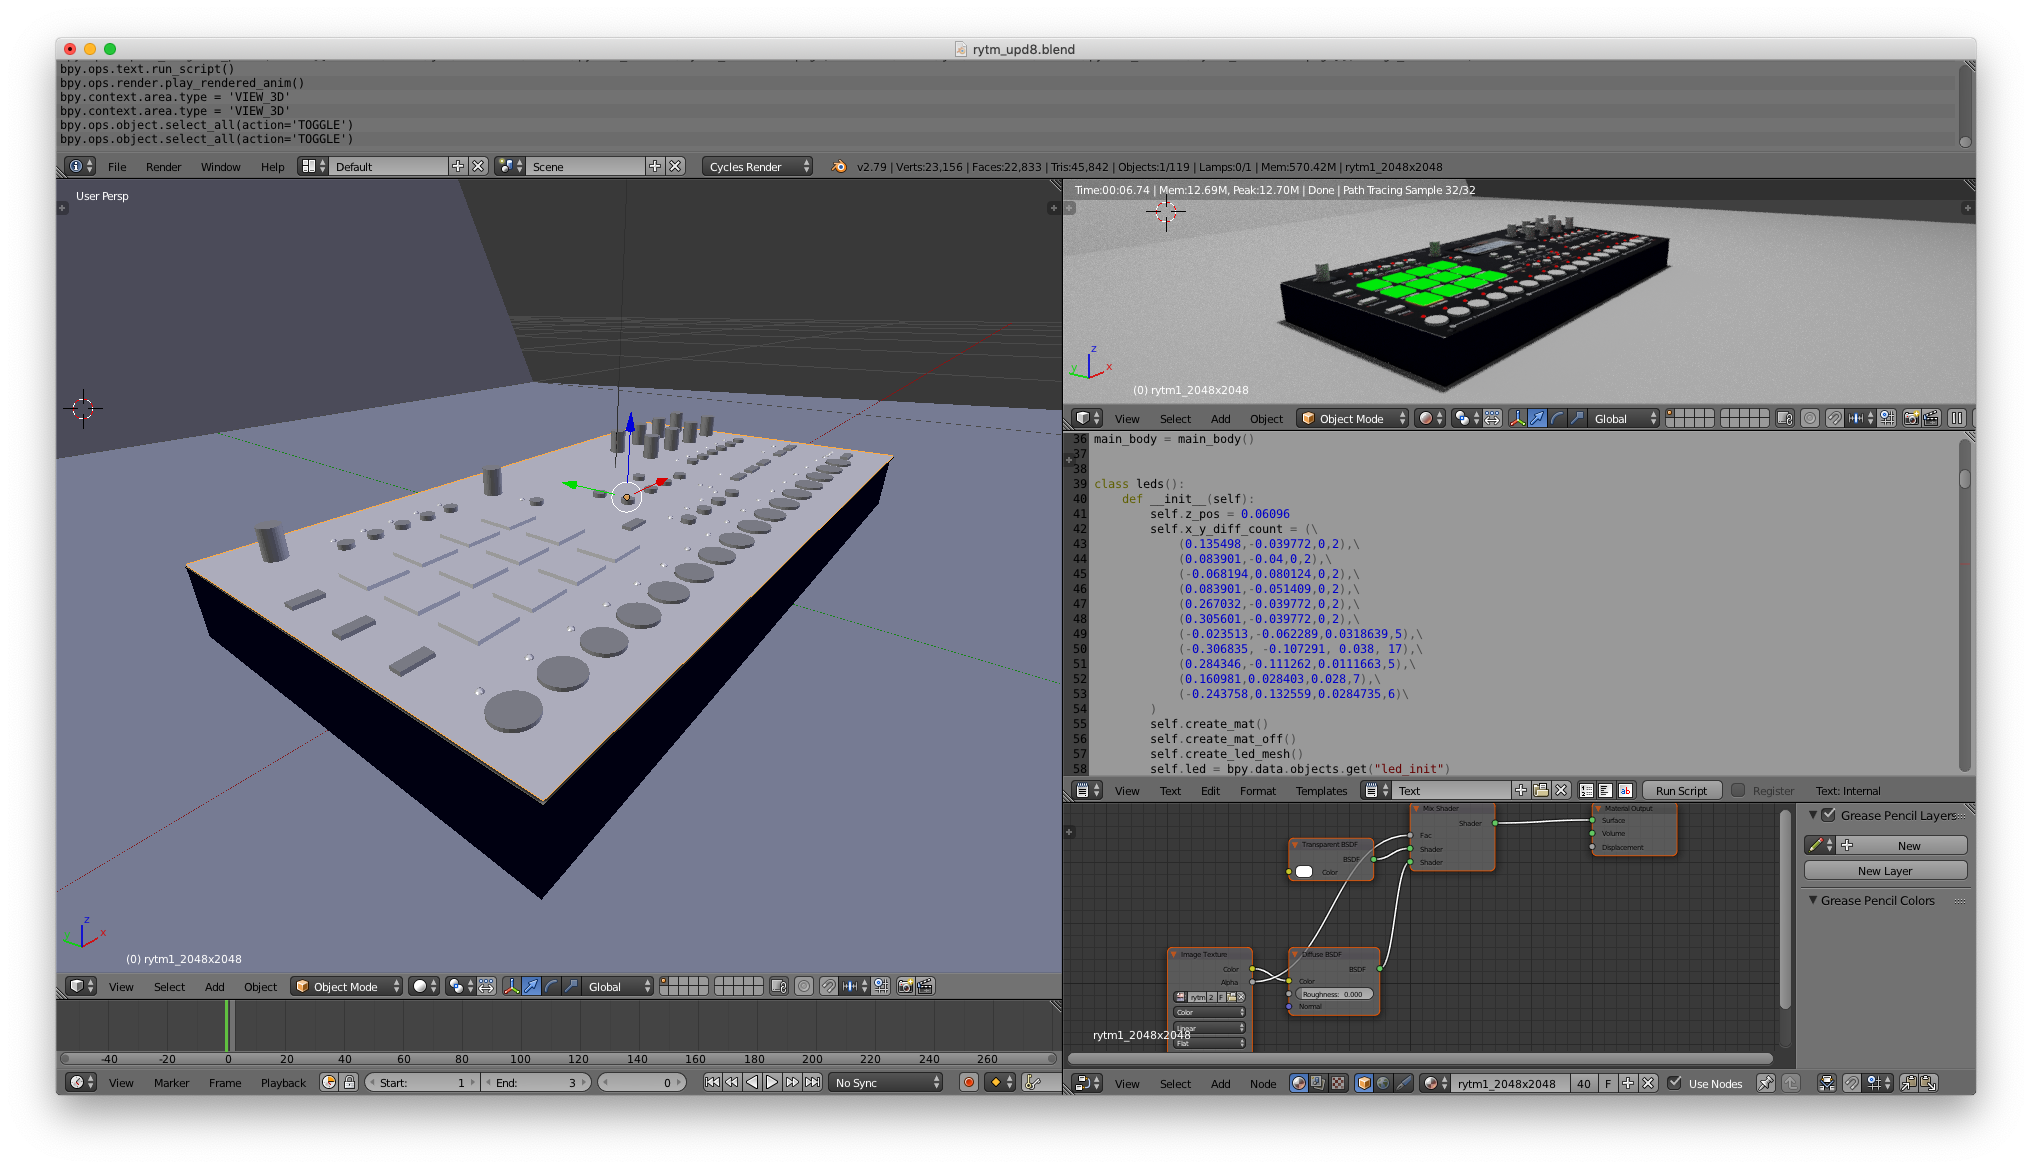 rytm_upd8.blend
bpy.ops.text.run_script()
bpy.ops.render.play_rendered_anim()
bpy.context.area.type = 'VIEW_3D'
bpy.context.area.type = 'VIEW_3D'
bpy.ops.object.select_all(action='TOGGLE')
bpy.ops.object.select_all(action='TOGGLE')
File Render Window Help Default Scene Cycles Render v2.79 | Verts:23,156 | Faces:22,833 | Tris:45,842 | Objects:1/119 | Lamps:0/1 | Mem:570.42M | rytm1_2048x2048
User Persp
z
x
(0) rytm1_2048x2048
View Select Add Object Object Mode Global
-40 -20 0 20 40 60 80 100 120 140 160 180 200 220 240 260
View Marker Frame Playback Start: 1 End: 3 0 No Sync
Time:00:06.74 | Mem:12.69M, Peak:12.70M | Done | Path Tracing Sample 32/32
z
y x
(0) rytm1_2048x2048
View Select Add Object Object Mode Global
36 main_body = main_body()
37
38
39 class leds():
40 def __init__(self):
41 self.z_pos = 0.06096
42 self.x_y_diff_count = (\
43 (0.135498,-0.039772,0,2),\
44 (0.083901,-0.04,0,2),\
45 (-0.068194,0.080124,0,2),\
46 (0.083901,-0.051409,0,2),\
47 (0.267032,-0.039772,0,2),\
48 (0.305601,-0.039772,0,2),\
49 (-0.023513,-0.062289,0.0318639,5),\
50 (-0.306835, -0.107291, 0.038, 17),\
51 (0.284346,-0.111262,0.0111663,5),\
52 (0.160981,0.028403,0.028,7),\
53 (-0.243758,0.132559,0.0284735,6)\
54 )
55 self.create_mat()
56 self.create_mat_off()
57 self.create_led_mesh()
58 self.led = bpy.data.objects.get("led_init")
View Text Edit Format Templates Text Run Script Register Text: Internal
Mix Shader
Shader
Fac
Shader
Shader
Material Output
Surface
Volume
Displacement
Transparent BSDF
BSDF
Color
Image Texture
Color
Alpha
rytm 2 F
Color
Linear
Flat
Diffuse BSDF
BSDF
Color
Roughness: 0.000
Normal
rytm1_2048x2048
Grease Pencil Layers
New
New Layer
Grease Pencil Colors
View Select Add Node rytm1_2048x2048 40 F Use Nodes